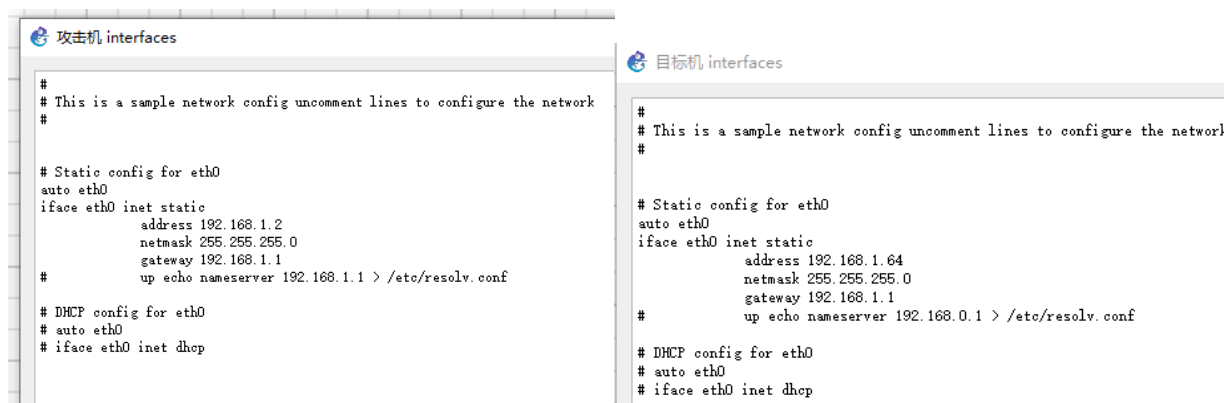 攻击机 interfaces
#
# This is a sample network config uncomment lines to configure the network
#
# Static config for eth0
auto eth0
iface eth0 inet static
address 192.168.1.2
netmask 255.255.255.0
gateway 192.168.1.1
# up echo nameserver 192.168.1.1 > /etc/resolv.conf
# DHCP config for eth0
# auto eth0
# iface eth0 inet dhcp
目标机 interfaces
#
# This is a sample network config uncomment lines to configure the network
#
# Static config for eth0
auto eth0
iface eth0 inet static
address 192.168.1.64
netmask 255.255.255.0
gateway 192.168.1.1
# up echo nameserver 192.168.0.1 > /etc/resolv.conf
# DHCP config for eth0
# auto eth0
# iface eth0 inet dhcp